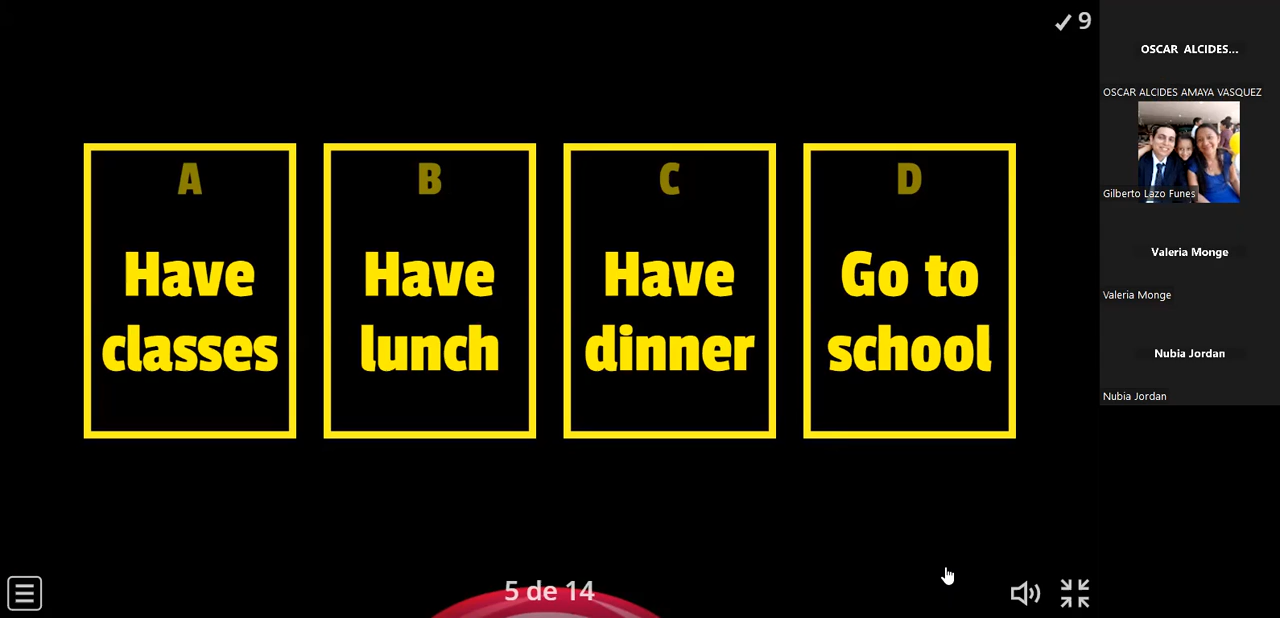 ✓ 9
A
Have
classes
B
Have
lunch
C
Have
dinner
D
Go to
school
5 de 14
OSCAR ALCIDES...
OSCAR ALCIDES AMAYA VASQUEZ
Gilberto Lazo Funes
Valeria Monge
Valeria Monge
Nubia Jordan
Nubia Jordan